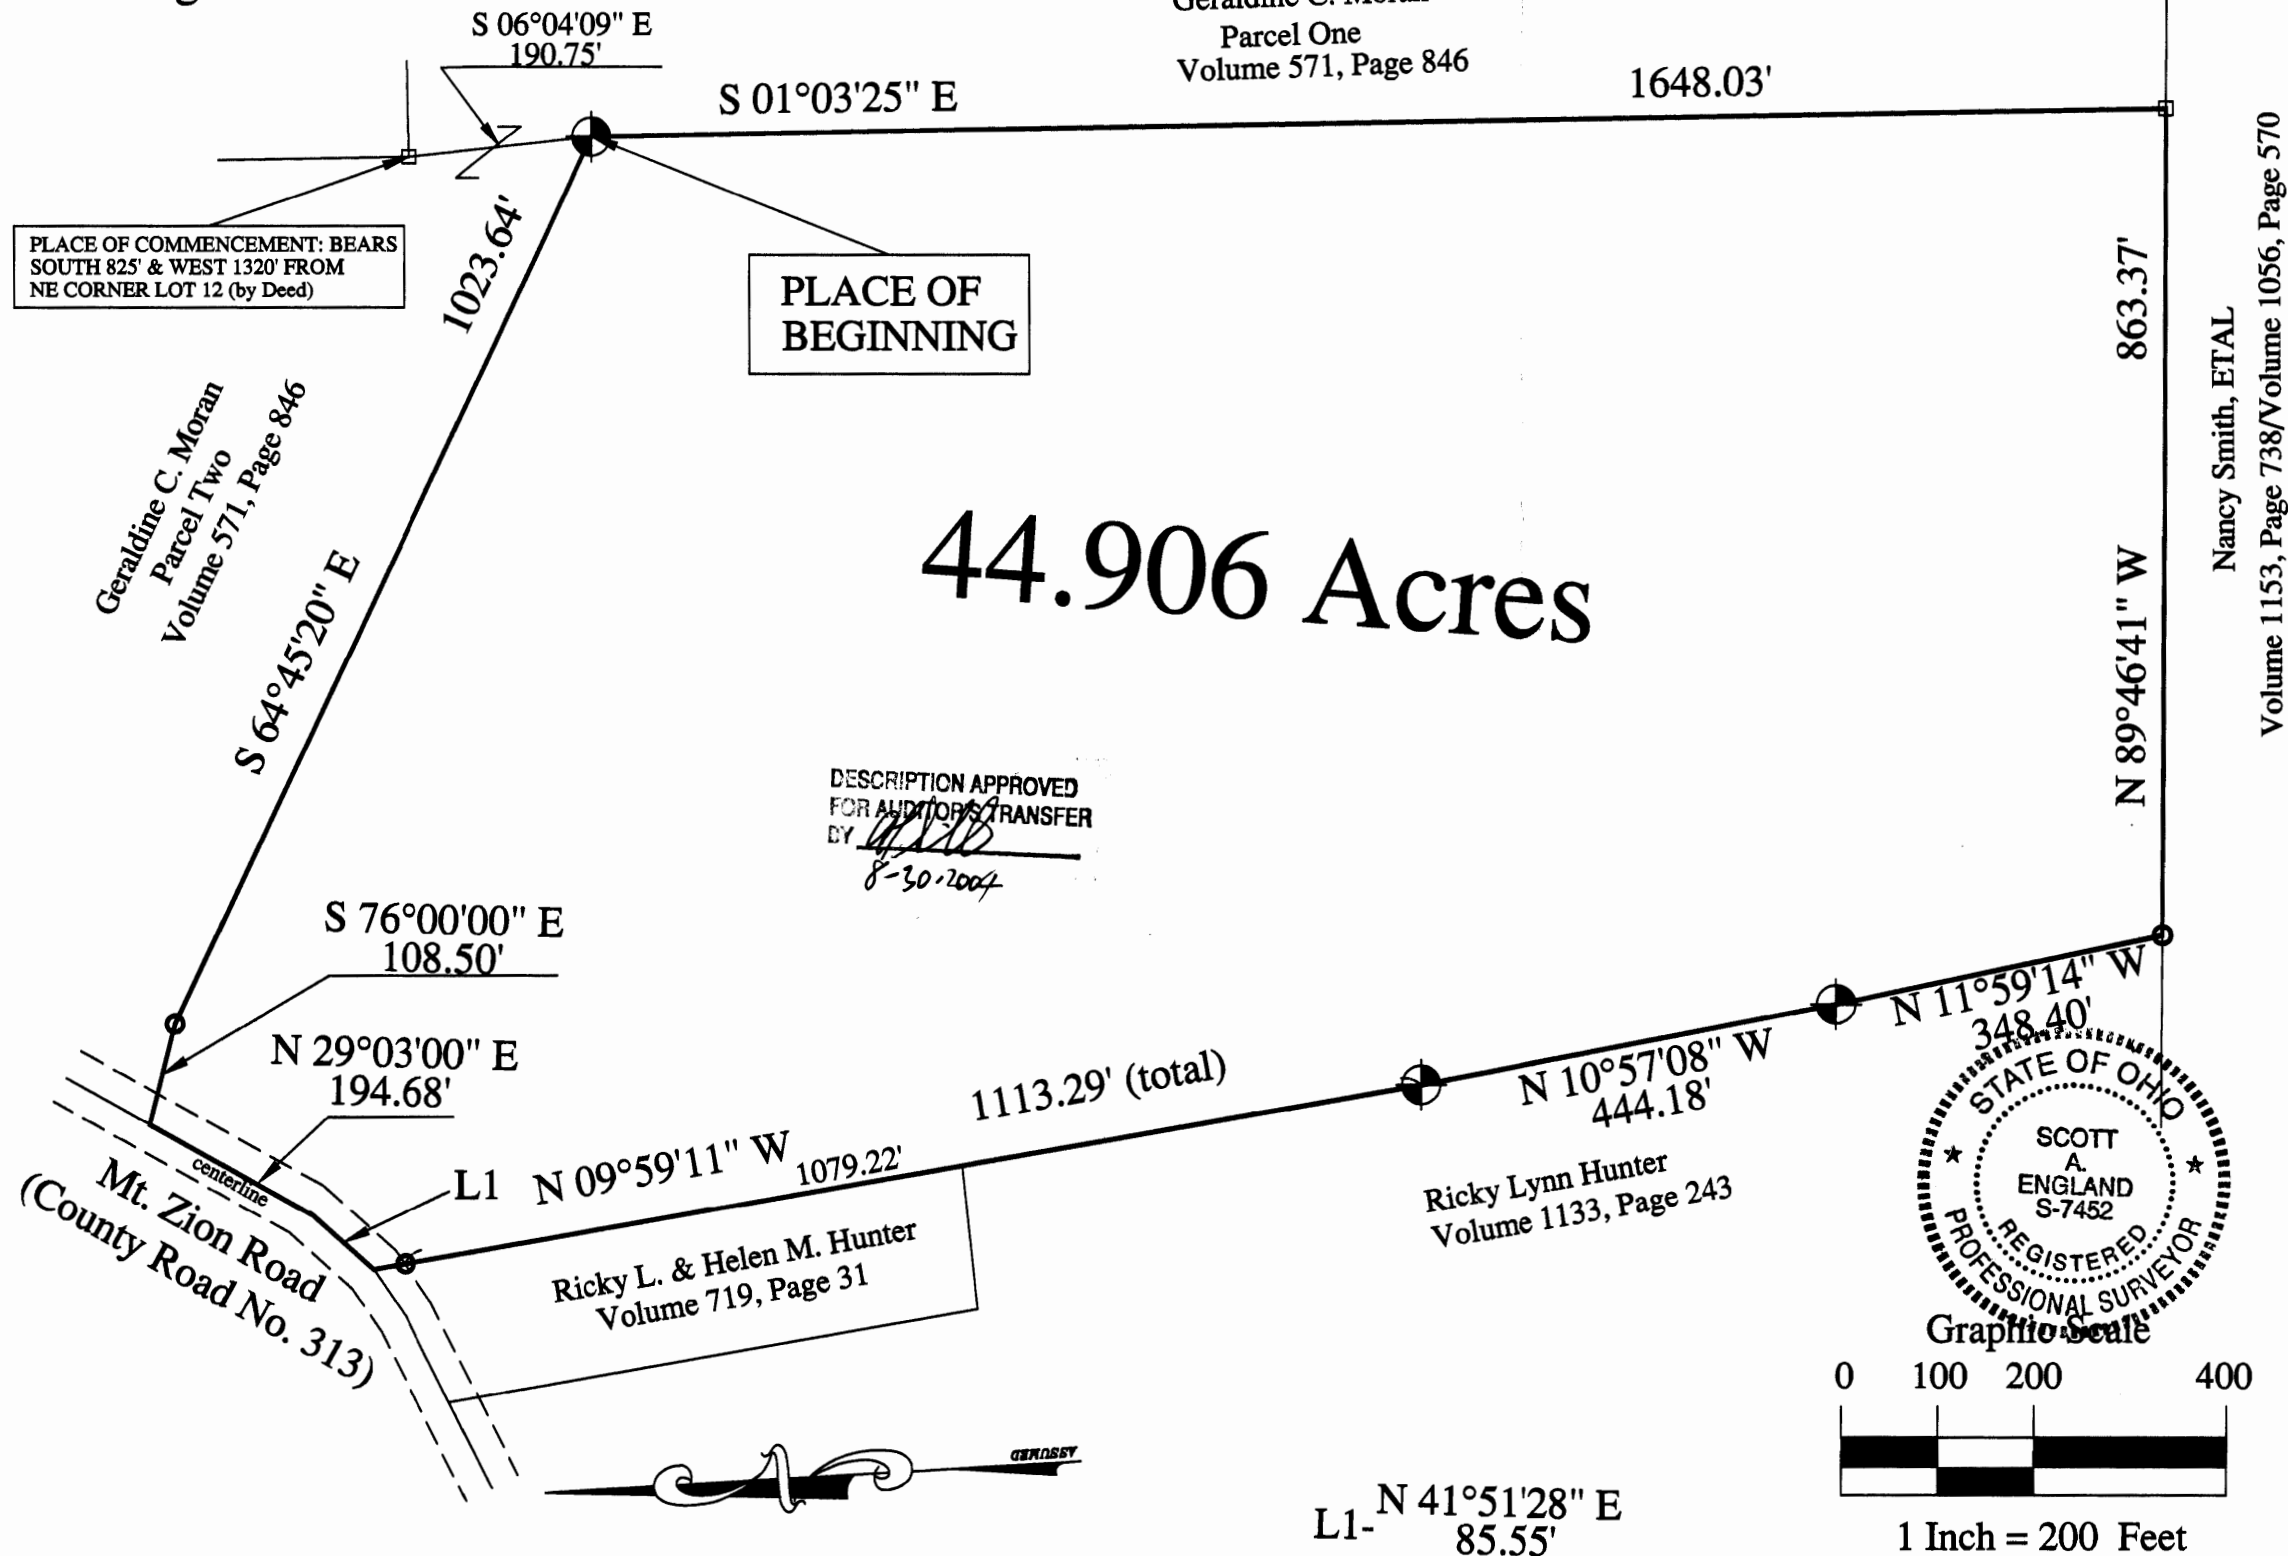 S 06°04'09" E
190.75'
Parcel One
Volume 571, Page 846
S 01°03'25" E
1648.03'
PLACE OF COMMENCEMENT: BEARS
SOUTH 825' & WEST 1320' FROM
NE CORNER LOT 12 (by Deed)
1023.64'
S 64°45'20" E
PLACE OF
BEGINNING
863.37'
N 89°46'41" W
Nancy Smith, ETAL
Volume 1153, Page 738/Volume 1056, Page 570
Geraldine C. Moran
Parcel Two
Volume 571, Page 846
44.906 Acres
DESCRIPTION APPROVED
FOR AUDITOR'S TRANSFER
BY
8-30-2004
S 76°00'00" E
108.50'
N 29°03'00" E
194.68'
centerline
Mt. Zion Road
(County Road No. 313)
L1
N 09°59'11" W
1079.22'
1113.29' (total)
N 10°57'08" W
444.18'
N 11°59'14" W
348.40'
Ricky L. & Helen M. Hunter
Volume 719, Page 31
Ricky Lynn Hunter
Volume 1133, Page 243
STATE OF OHIO
SCOTT
A.
ENGLAND
S-7452
REGISTERED
PROFESSIONAL SURVEYOR
Graphic Scale
0 100 200 400
1 Inch = 200 Feet
ASSUMED
L1- N 41°51'28" E
85.55'